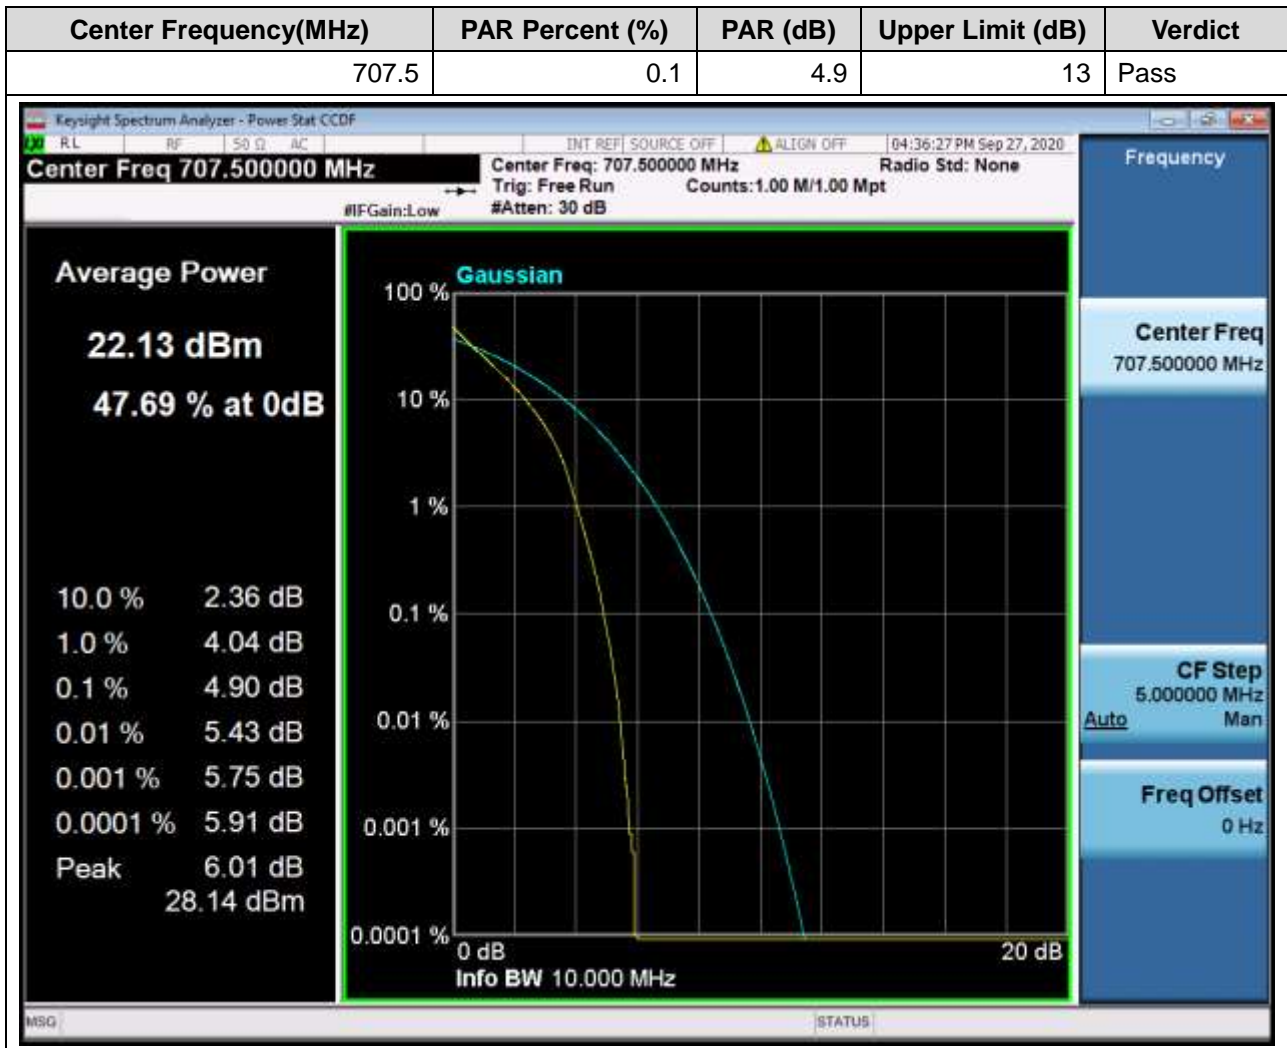 Center Frequency(MHz) PAR Percent (%) PAR (dB) Upper Limit (dB) Verdict
707.5 0.1 4.9 13 Pass
Keysight Spectrum Analyzer - Power Stat CCDF
RL RF 50 Ω AC INT REF SOURCE OFF ALIGN OFF 04:36:27 PM Sep 27, 2020
Center Freq 707.500000 MHz
Center Freq: 707.500000 MHz Radio Std: None
Trig: Free Run Counts:1.00 M/1.00 Mpt
#IFGain:Low #Atten: 30 dB
Average Power
22.13 dBm
47.69 % at 0dB
10.0 % 2.36 dB
1.0 % 4.04 dB
0.1 % 4.90 dB
0.01 % 5.43 dB
0.001 % 5.75 dB
0.0001 % 5.91 dB
Peak 6.01 dB
28.14 dBm
Gaussian
100 %
10 %
1 %
0.1 %
0.01 %
0.001 %
0.0001 %
0 dB 20 dB
Info BW 10.000 MHz
Frequency
Center Freq
707.500000 MHz
CF Step
5.000000 MHz
Auto Man
Freq Offset
0 Hz
MSG STATUS